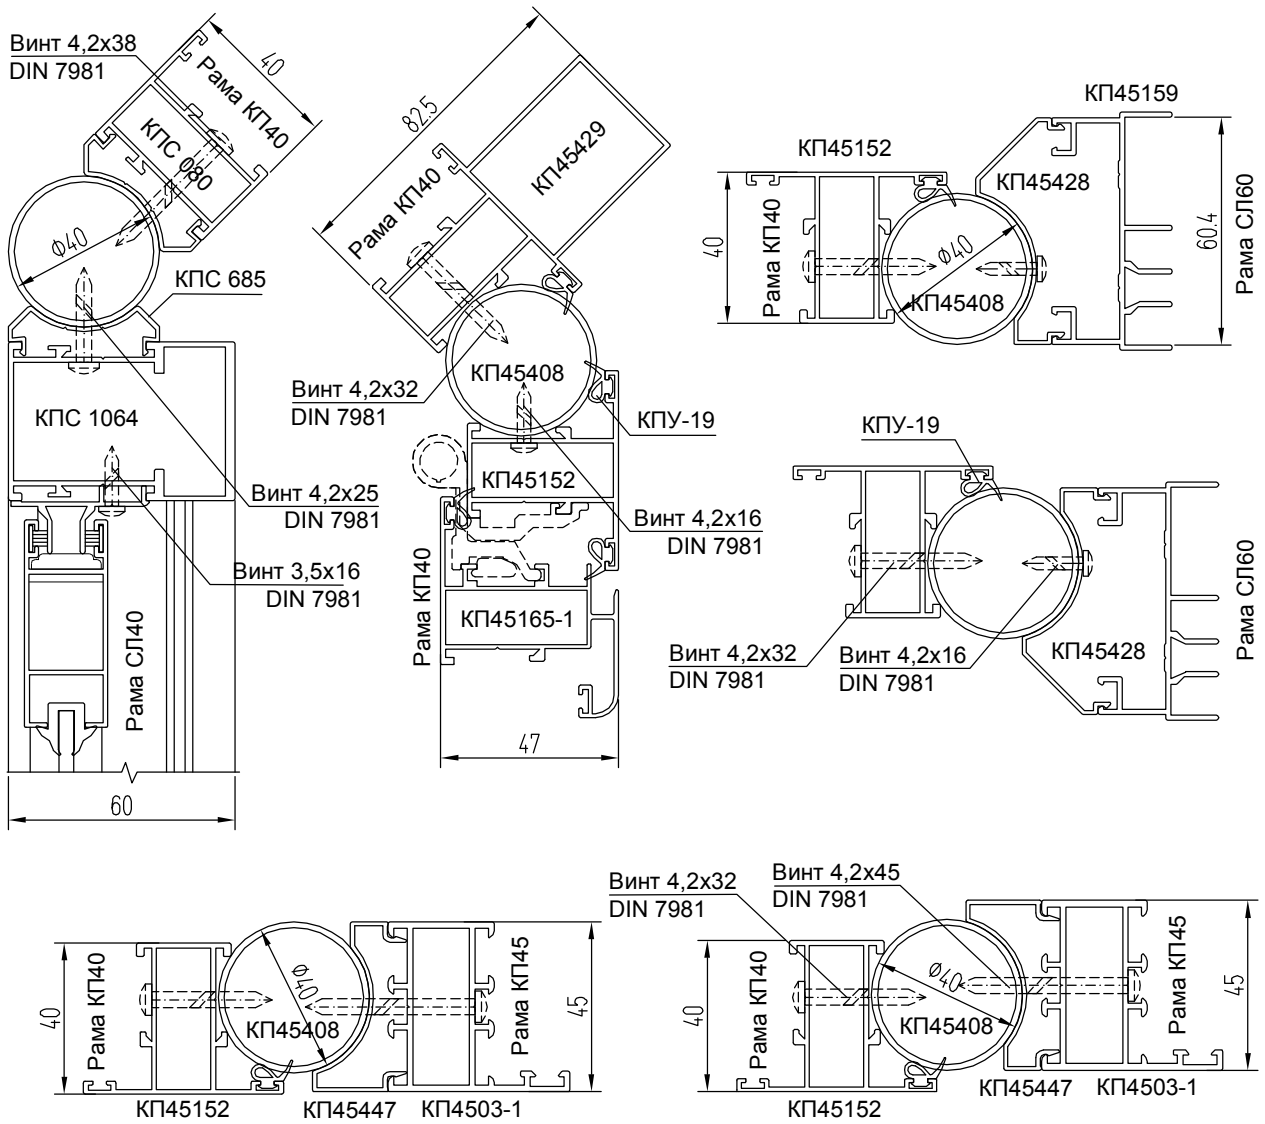 Винт 4,2x38
DIN 7981
40
Рама КП40
КПС 080
Ф40
КПС 685
КПС 1064
Винт 4,2x25
DIN 7981
Винт 3,5x16
DIN 7981
Рама СЛ40
60
82.5
КП45429
Рама КП40
КП45408
Винт 4,2x32
DIN 7981
КПУ-19
КП45152
Винт 4,2x16
DIN 7981
Рама КП40
КП45165-1
47
КП45159
КП45152
КП45428
40
Рама КП40
Ф40
КП45408
60.4
Рама СЛ60
КПУ-19
Винт 4,2x32
DIN 7981
Винт 4,2x16
DIN 7981
КП45428
Рама СЛ60
40
Рама КП40
Ф40
КП45408
Рама КП45
45
КП45152
КП45447
КП4503-1
Винт 4,2x32
DIN 7981
Винт 4,2x45
DIN 7981
40
Рама КП40
Ф40
КП45408
Рама КП45
45
КП45152
КП45447
КП4503-1